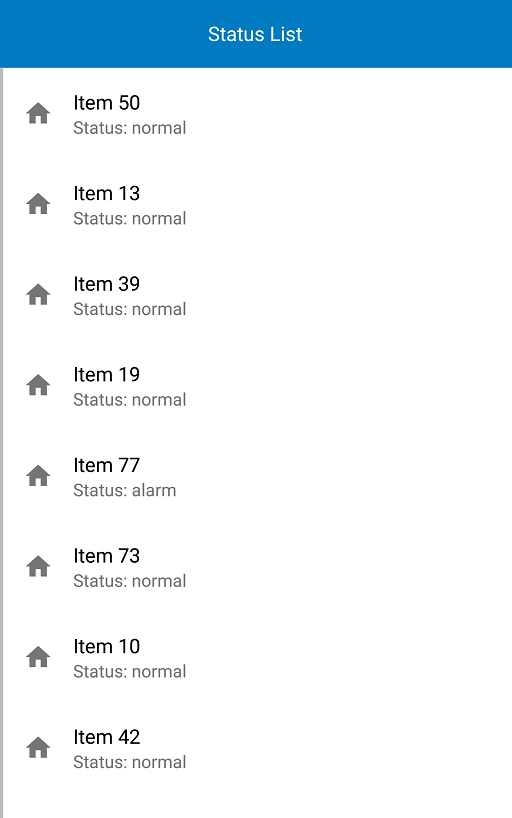 Status List
Item 50
Status: normal
Item 13
Status: normal
Item 39
Status: normal
Item 19
Status: normal
Item 77
Status: alarm
Item 73
Status: normal
Item 10
Status: normal
Item 42
Status: normal